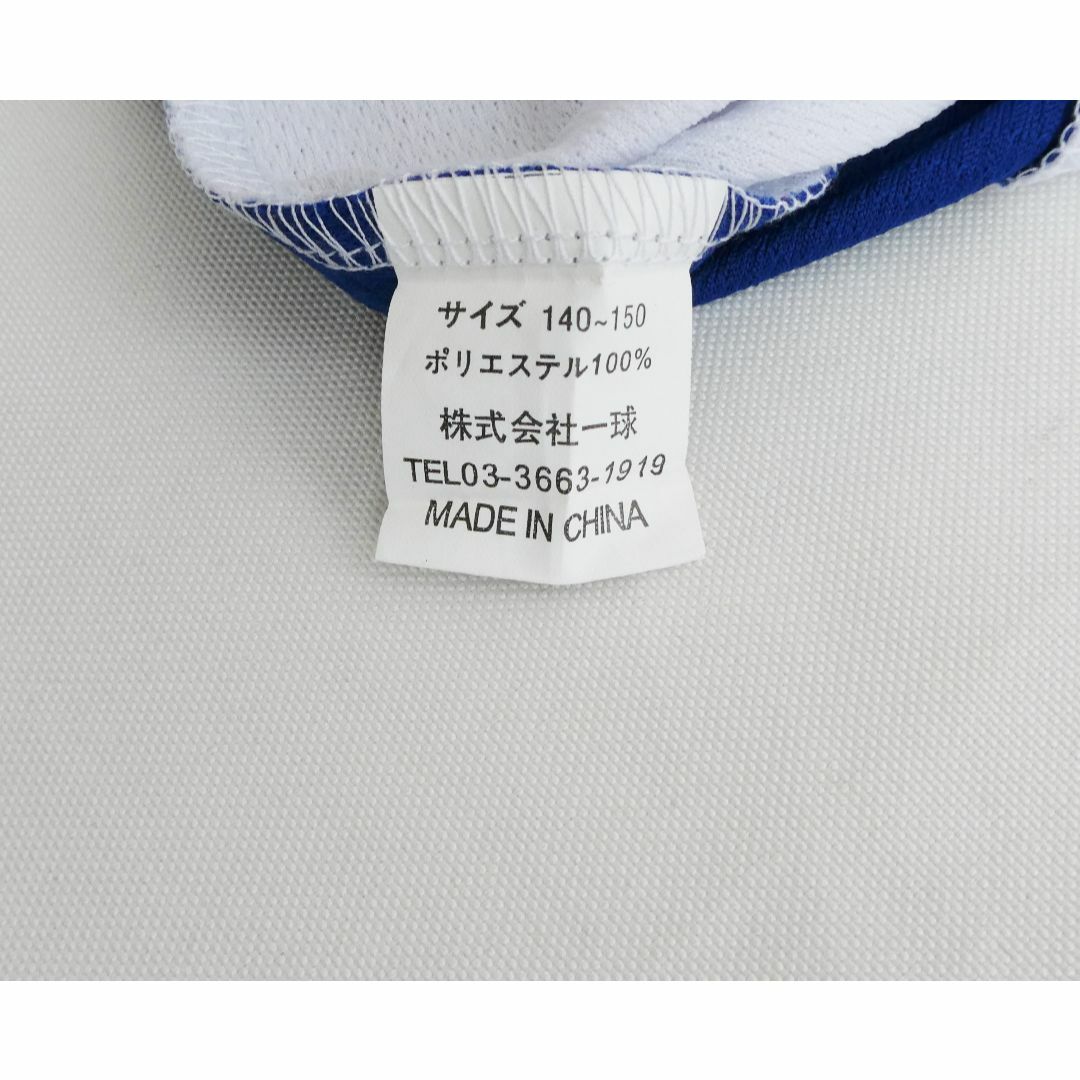 サイズ 140~150
ポリエステル100%
株式会社一球
TEL03-3663-1919
MADE IN CHINA